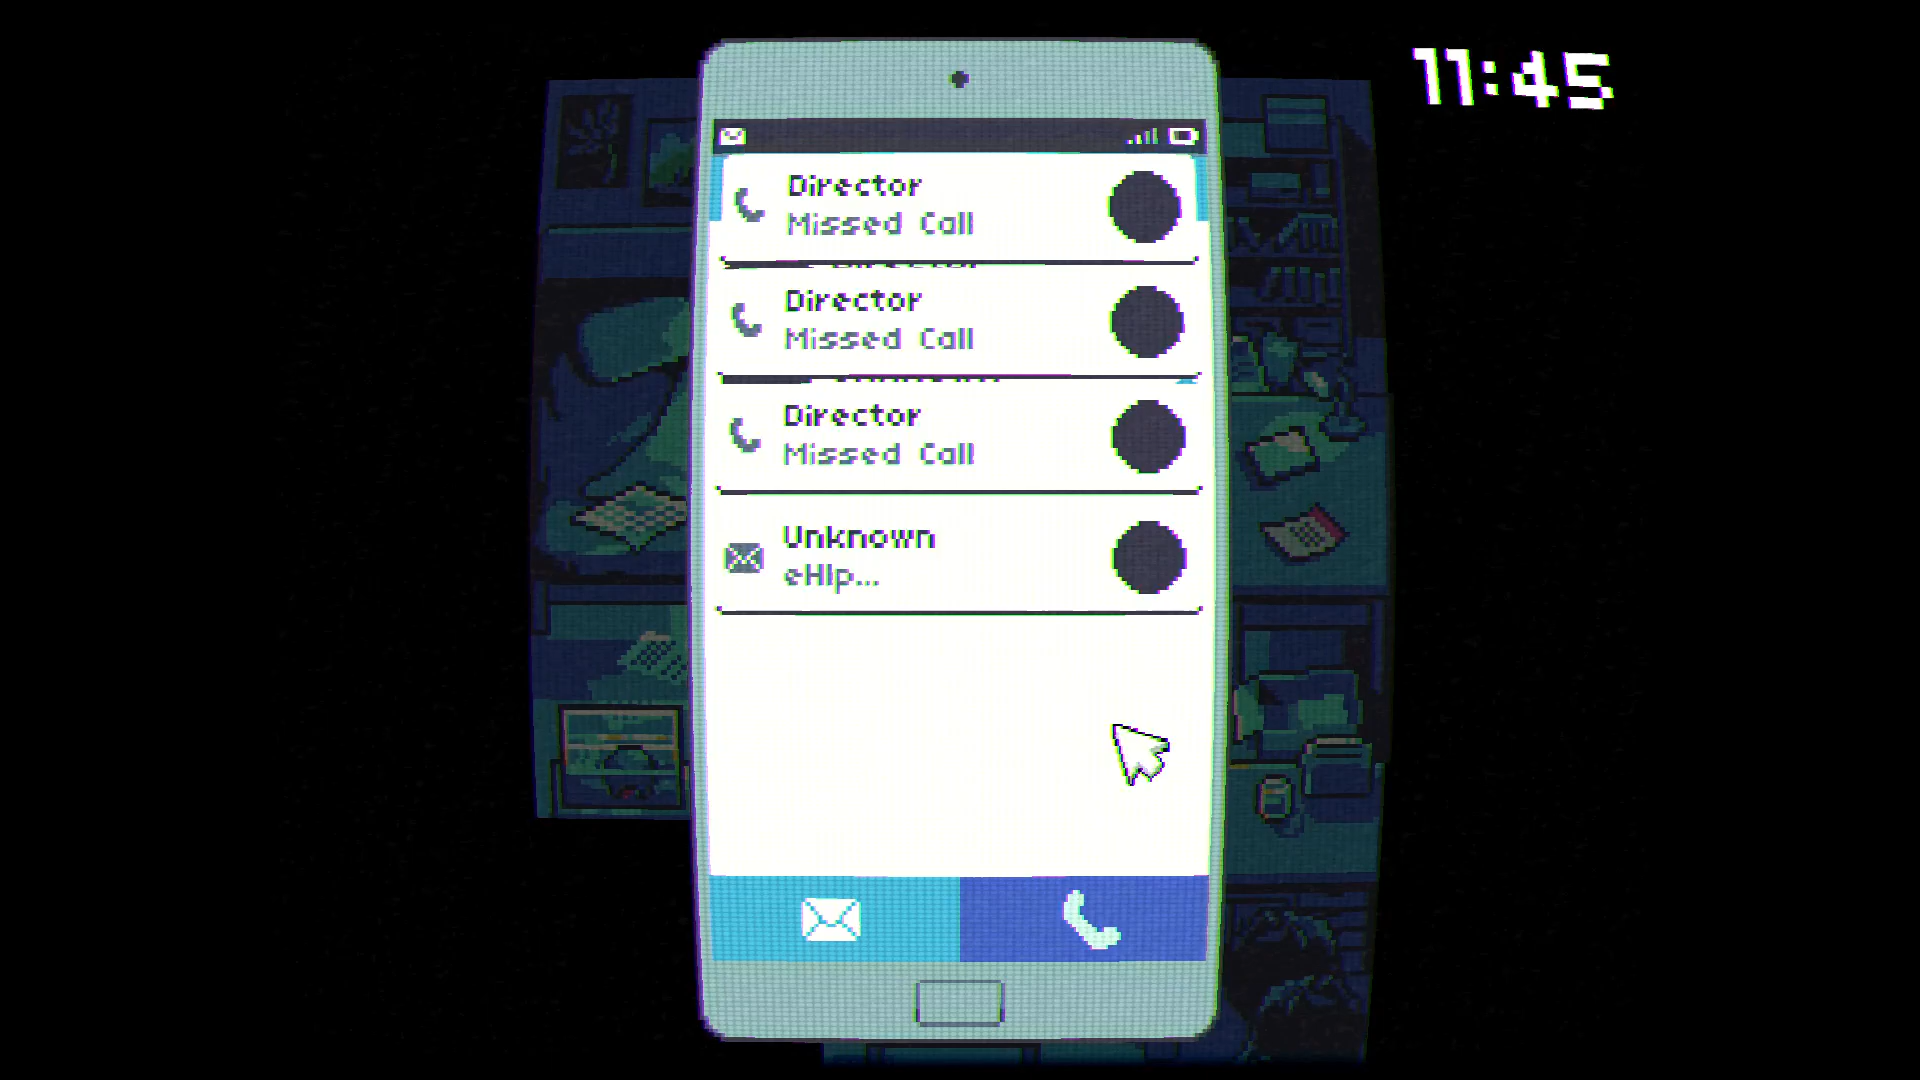 11:45
Director
Missed Call
Director
Missed Call
Director
Missed Call
Unknown
eHlp...